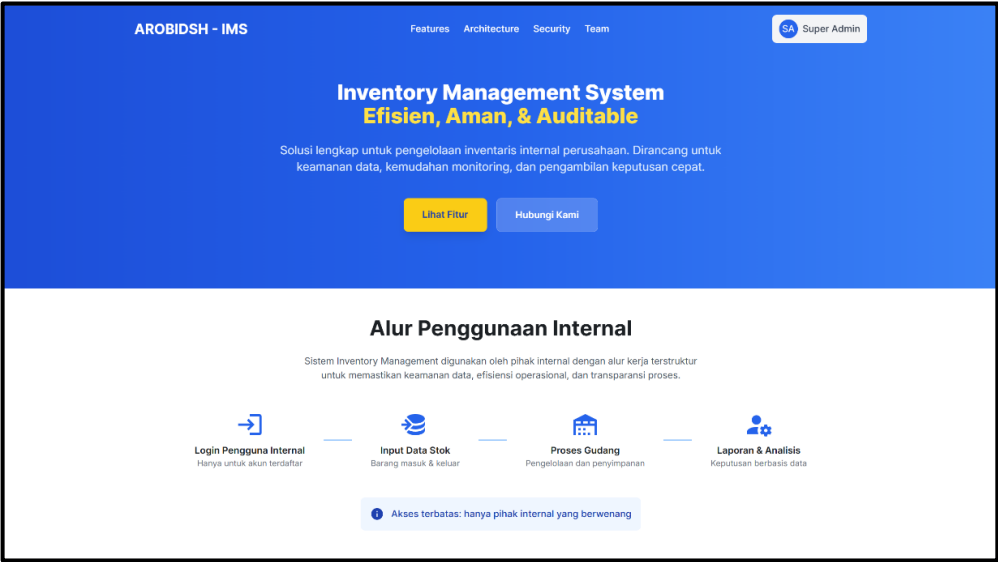 AROBIDSH - IMS
Features Architecture Security Team
SA Super Admin
Inventory Management System
Efisien, Aman, & Auditable
Solusi lengkap untuk pengelolaan inventaris internal perusahaan. Dirancang untuk
keamanan data, kemudahan monitoring, dan pengambilan keputusan cepat.
Lihat Fitur
Hubungi Kami
Alur Penggunaan Internal
Sistem Inventory Management digunakan oleh pihak internal dengan alur kerja terstruktur
untuk memastikan keamanan data, efisiensi operasional, dan transparansi proses.
Login Pengguna Internal
Hanya untuk akun terdaftar
Input Data Stok
Barang masuk & keluar
Proses Gudang
Pengelolaan dan penyimpanan
Laporan & Analisis
Keputusan berbasis data
Akses terbatas: hanya pihak internal yang berwenang